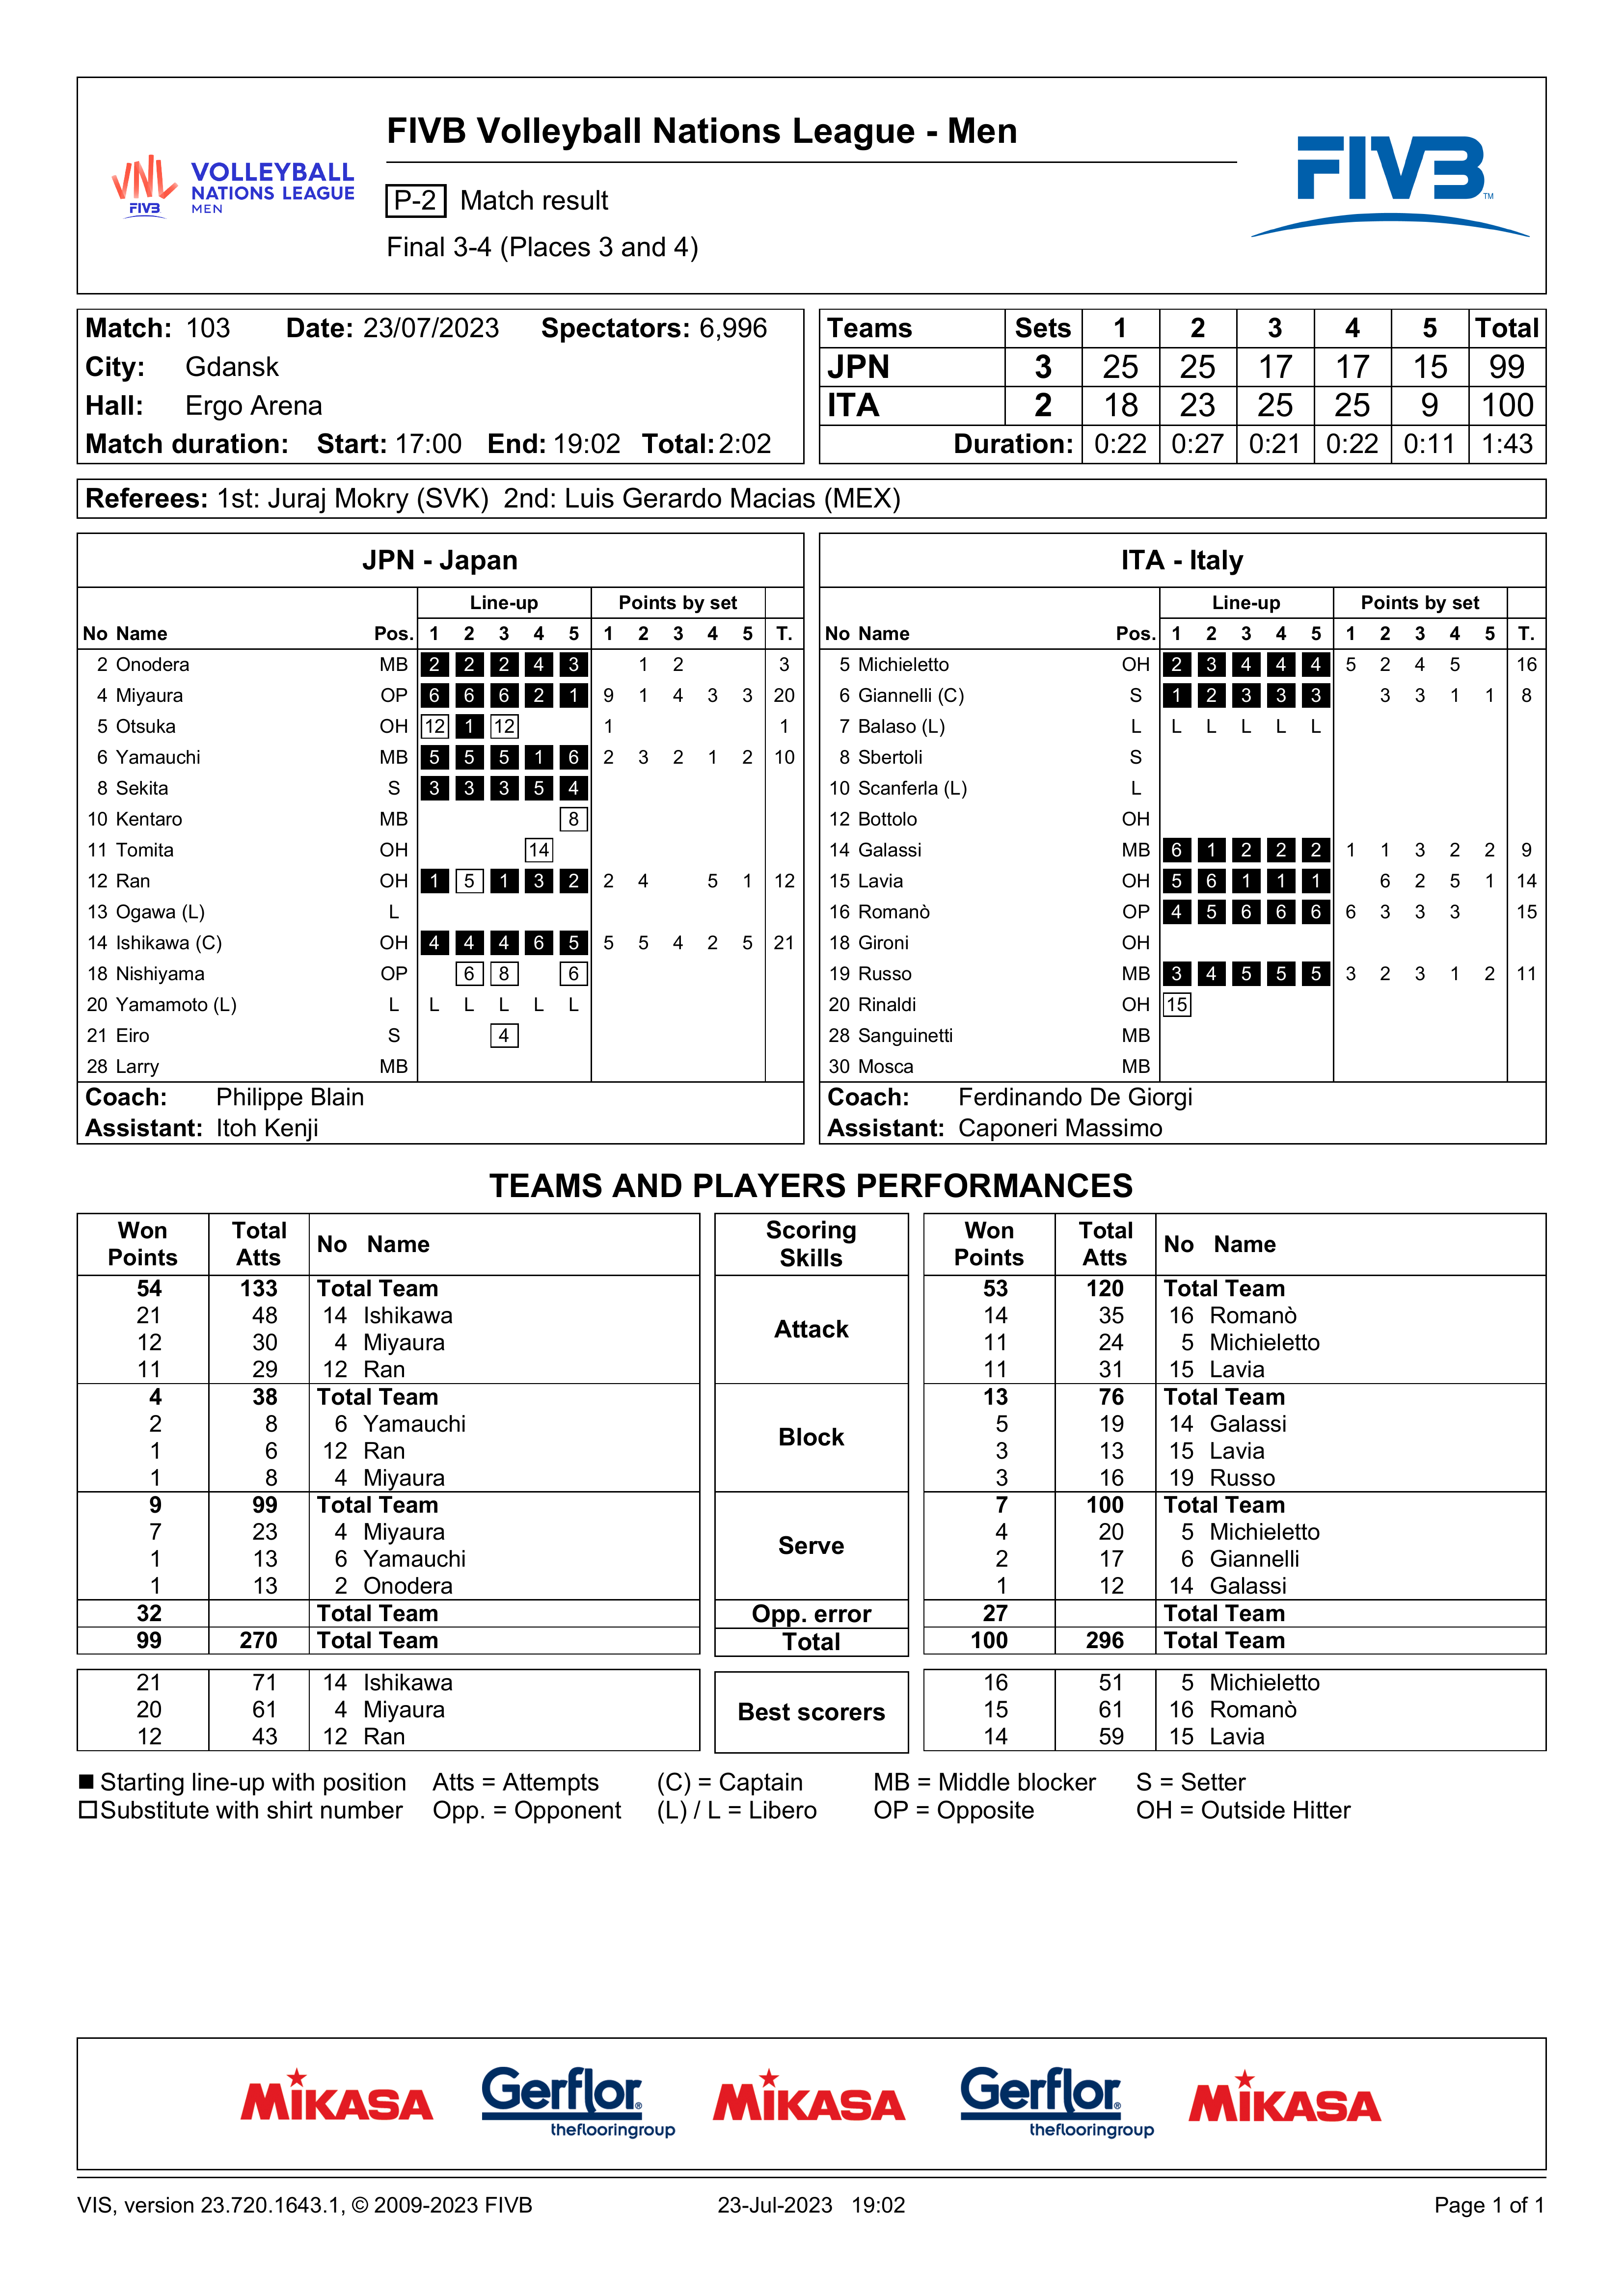 FIVB Volleyball Nations League - Men
VNL FIVB
VOLLEYBALL
NATIONS LEAGUE
MEN
P-2 Match result
Final 3-4 (Places 3 and 4)
FIVB TM
Match: 103 Date: 23/07/2023 Spectators: 6,996
City: Gdansk
Hall: Ergo Arena
Match duration: Start: 17:00 End: 19:02 Total: 2:02
Teams Sets 1 2 3 4 5 Total
JPN 3 25 25 17 17 15 99
ITA 2 18 23 25 25 9 100
Duration: 0:22 0:27 0:21 0:22 0:11 1:43
Referees: 1st: Juraj Mokry (SVK) 2nd: Luis Gerardo Macias (MEX)
JPN - Japan
Line-up Points by set
No Name Pos. 1 2 3 4 5 1 2 3 4 5 T.
2 Onodera MB 2 2 2 4 3 1 2 3
4 Miyaura OP 6 6 6 2 1 9 1 4 3 3 20
5 Otsuka OH 12 1 12 1 1
6 Yamauchi MB 5 5 5 1 6 2 3 2 1 2 10
8 Sekita S 3 3 3 5 4
10 Kentaro MB 8
11 Tomita OH 14
12 Ran OH 1 5 1 3 2 2 4 5 1 12
13 Ogawa (L) L
14 Ishikawa (C) OH 4 4 4 6 5 5 5 4 2 5 21
18 Nishiyama OP 6 8 6
20 Yamamoto (L) L L L L L L
21 Eiro S 4
28 Larry MB
Coach: Philippe Blain
Assistant: Itoh Kenji
ITA - Italy
Line-up Points by set
No Name Pos. 1 2 3 4 5 1 2 3 4 5 T.
5 Michieletto OH 2 3 4 4 4 5 2 4 5 16
6 Giannelli (C) S 1 2 3 3 3 3 3 1 1 8
7 Balaso (L) L L L L L L
8 Sbertoli S
10 Scanferla (L) L
12 Bottolo OH
14 Galassi MB 6 1 2 2 2 1 1 3 2 2 9
15 Lavia OH 5 6 1 1 1 6 2 5 1 14
16 Romanò OP 4 5 6 6 6 6 3 3 3 15
18 Gironi OH
19 Russo MB 3 4 5 5 5 3 2 3 1 2 11
20 Rinaldi OH 15
28 Sanguinetti MB
30 Mosca MB
Coach: Ferdinando De Giorgi
Assistant: Caponeri Massimo
TEAMS AND PLAYERS PERFORMANCES
Won Total Scoring Won Total
Points Atts No Name Skills Points Atts No Name
54 133 Total Team 53 120 Total Team
21 48 14 Ishikawa 14 35 16 Romanò
12 30 4 Miyaura Attack 11 24 5 Michieletto
11 29 12 Ran 11 31 15 Lavia
4 38 Total Team 13 76 Total Team
2 8 6 Yamauchi Block 5 19 14 Galassi
1 6 12 Ran 3 13 15 Lavia
1 8 4 Miyaura 3 16 19 Russo
9 99 Total Team 7 100 Total Team
7 23 4 Miyaura Serve 4 20 5 Michieletto
1 13 6 Yamauchi 2 17 6 Giannelli
1 13 2 Onodera 1 12 14 Galassi
32 Total Team Opp. error 27 Total Team
99 270 Total Team Total 100 296 Total Team
21 71 14 Ishikawa 16 51 5 Michieletto
20 61 4 Miyaura Best scorers 15 61 16 Romanò
12 43 12 Ran 14 59 15 Lavia
Starting line-up with position Atts = Attempts (C) = Captain MB = Middle blocker S = Setter
Substitute with shirt number Opp. = Opponent (L) / L = Libero OP = Opposite OH = Outside Hitter
MIKASA Gerflor® theflooringgroup MIKASA Gerflor® theflooringgroup MIKASA
VIS, version 23.720.1643.1, © 2009-2023 FIVB 23-Jul-2023 19:02 Page 1 of 1